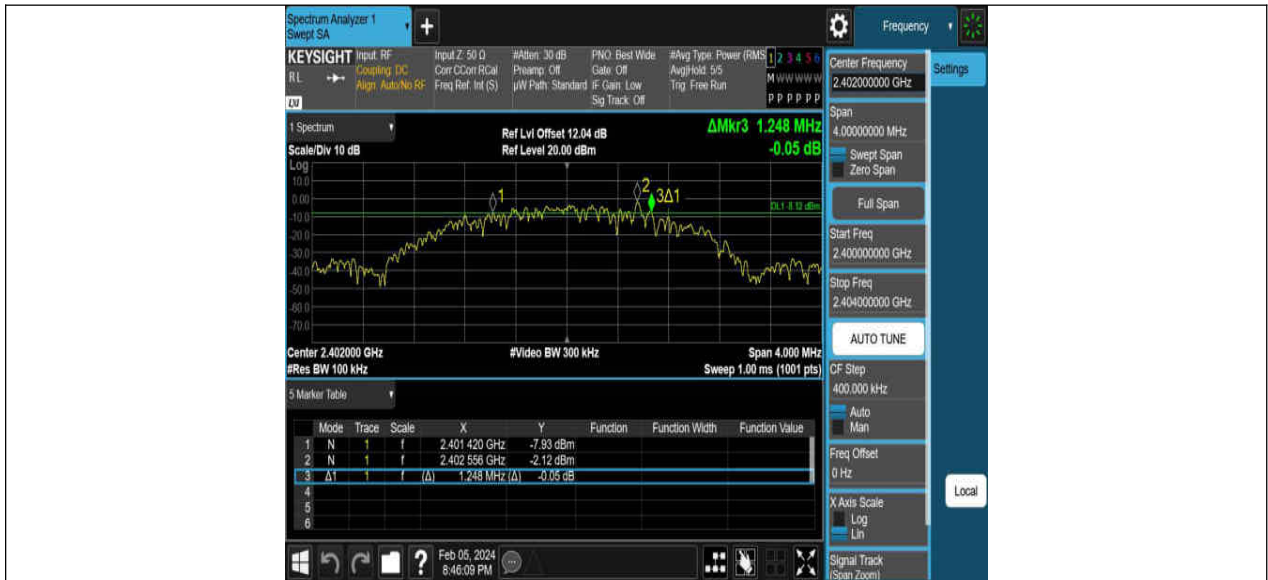 Spectrum Analyzer 1
Swept SA
+
Frequency
KEYSIGHT
RL
LW
Input: RF
Coupling: DC
Align: Auto/No RF
Input Z: 50 Ω
Corr CCorr RCal
Freq Ref: Int (S)
#Atten: 30 dB
Preamp: Off
µW Path: Standard
PNO: Best Wide
Gate: Off
IF Gain: Low
Sig Track: Off
#Avg Type: Power (RMS
Avg|Hold: 5/5
Trig: Free Run
1 2 3 4 5 6
M W W W W W
P P P P P P
1 Spectrum
Scale/Div 10 dB
Ref Lvl Offset 12.04 dB
Ref Level 20.00 dBm
ΔMkr3 1.248 MHz
-0.05 dB
Log
10.0
0.00
-10.0
-20.0
-30.0
-40.0
-50.0
-60.0
-70.0
1
2
3Δ1
DL1 -8.12 dBm
Center 2.402000 GHz
#Video BW 300 kHz
Span 4.000 MHz
#Res BW 100 kHz
Sweep 1.00 ms (1001 pts)
5 Marker Table
Mode Trace Scale X Y Function Function Width Function Value
1 N 1 f 2.401 420 GHz -7.93 dBm
2 N 1 f 2.402 556 GHz -2.12 dBm
3 Δ1 1 f (Δ) 1.248 MHz (Δ) -0.05 dB
4
5
6
?
Feb 05, 2024
8:46:09 PM
Center Frequency
2.402000000 GHz
Settings
Span
4.00000000 MHz
Swept Span
Zero Span
Full Span
Start Freq
2.400000000 GHz
Stop Freq
2.404000000 GHz
AUTO TUNE
CF Step
400.000 kHz
Auto
Man
Freq Offset
0 Hz
X Axis Scale
Log
Lin
Local
Signal Track
(Span Zoom)